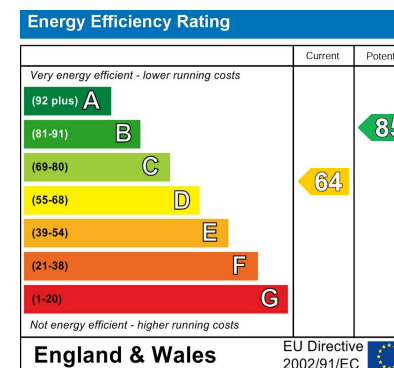 Energy Efficiency Rating
Current
Very energy efficient - lower running costs
(92 plus) A
(81-91) B
(69-80) C
(55-68) D
(39-54) E
(21-38) F
(1-20) G
64
Not energy efficient - higher running costs
England & Wales
EU Directive
2002/91/EC